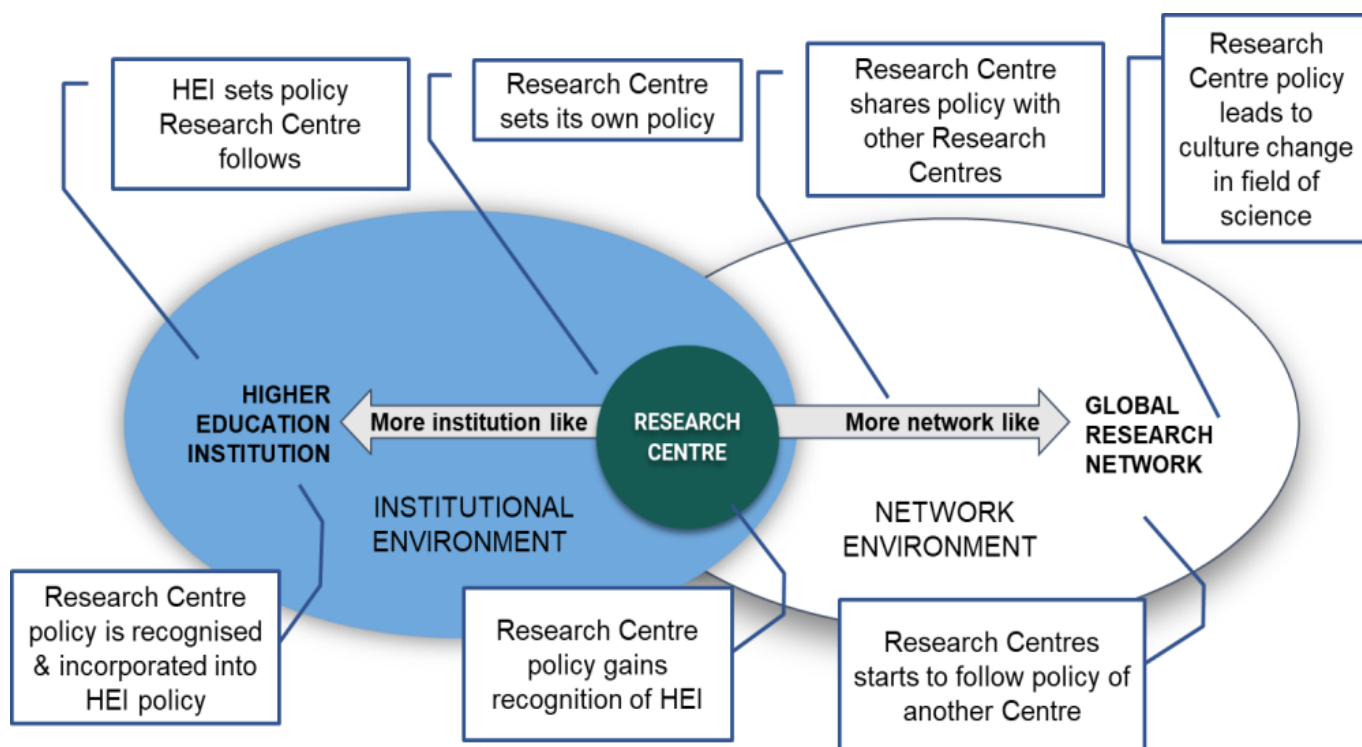 HEI sets policy
Research Centre
follows
Research Centre
sets its own policy
Research Centre
shares policy with
other Research
Centres
Research
Centre policy
leads to
culture change
in field of
science
HIGHER
EDUCATION
INSTITUTION
More institution like
RESEARCH
CENTRE
More network like
GLOBAL
RESEARCH
NETWORK
INSTITUTIONAL
ENVIRONMENT
NETWORK
ENVIRONMENT
Research Centre
policy is recognised
& incorporated into
HEI policy
Research Centre
policy gains
recognition of HEI
Research Centres
starts to follow policy of
another Centre